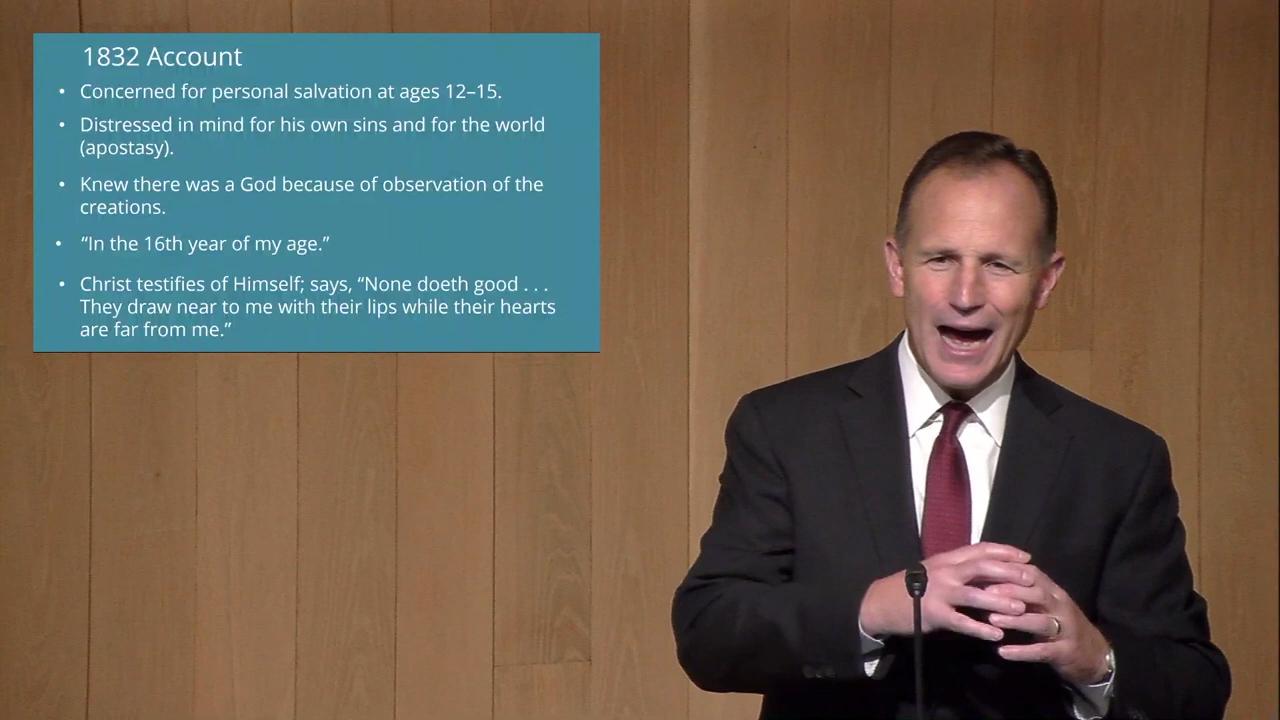 1832 Account
• Concerned for personal salvation at ages 12–15.
• Distressed in mind for his own sins and for the world
(apostasy).
• Knew there was a God because of observation of the
creations.
• “In the 16th year of my age.”
• Christ testifies of Himself; says, “None doeth good . . .
They draw near to me with their lips while their hearts
are far from me.”